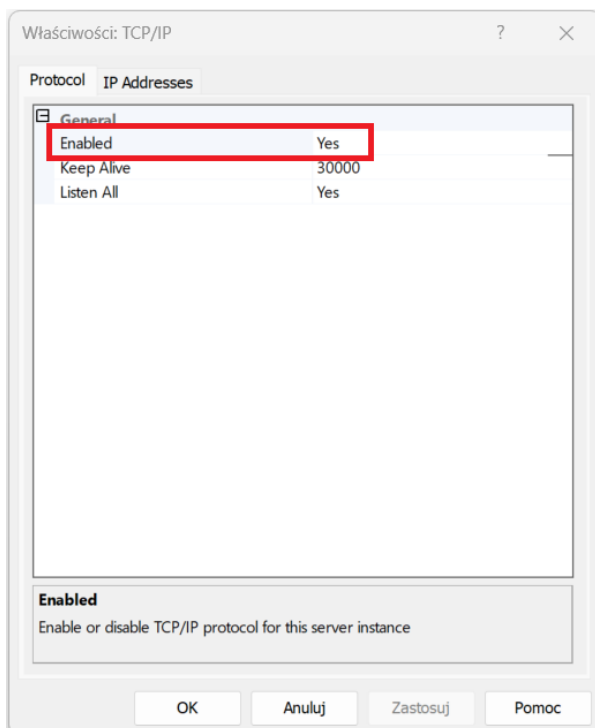 Właściwości: TCP/IP ?
Protocol IP Addresses
General
Enabled Yes
Keep Alive 30000
Listen All Yes
Enabled
Enable or disable TCP/IP protocol for this server instance
OK Anuluj Zastosuj Pomoc